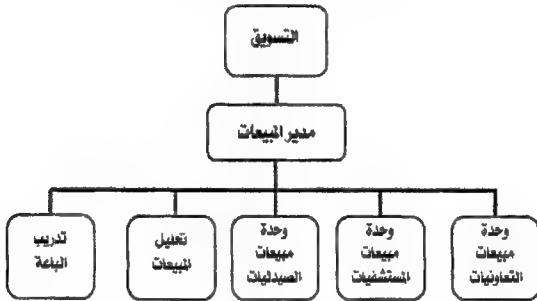 التسويق
مدير المبيعات
وحدة
مبيعات
التعاونيات
وحدة
مبيعات
المستشفيات
وحدة
مبيعات
الصيدليات
تحليل
المبيعات
تدريب
الباعة